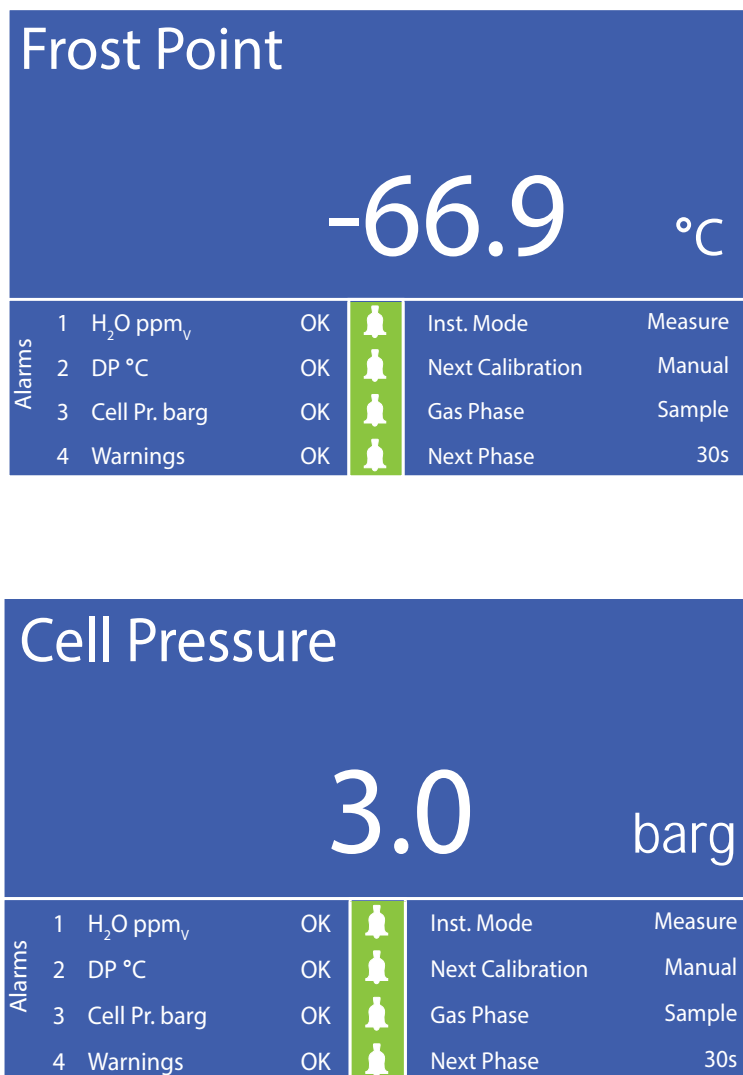 Frost Point
-66.9 °C
Alarms
1 H₂O ppmᵥ OK Inst. Mode Measure
2 DP °C OK Next Calibration Manual
3 Cell Pr. barg OK Gas Phase Sample
4 Warnings OK Next Phase 30s
Cell Pressure
3.0 barg
Alarms
1 H₂O ppmᵥ OK Inst. Mode Measure
2 DP °C OK Next Calibration Manual
3 Cell Pr. barg OK Gas Phase Sample
4 Warnings OK Next Phase 30s